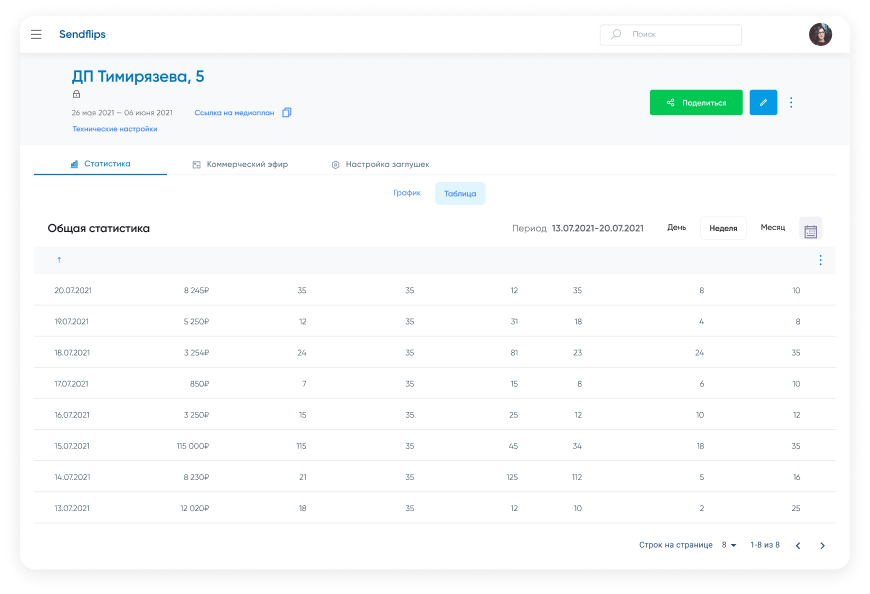 Sendflips
Поиск
ДП Тимирязева, 5
26 мая 2021 — 06 июня 2021 Ссылка на медиаплан
Технические настройки
Поделиться
Статистика Коммерческий эфир Настройка заглушек
График Таблица
Общая статистика Период 13.07.2021-20.07.2021 День Неделя Месяц
20.07.2021 8 245₽ 35 35 12 35 8 10
19.07.2021 5 250₽ 12 35 31 18 4 8
18.07.2021 3 254₽ 24 35 81 23 24 35
17.07.2021 850₽ 7 35 15 8 6 10
16.07.2021 3 250₽ 15 35 25 12 10 12
15.07.2021 115 000₽ 115 35 45 34 18 35
14.07.2021 8 230₽ 21 35 125 112 5 16
13.07.2021 12 020₽ 18 35 12 10 2 25
Строк на странице 8 1-8 из 8